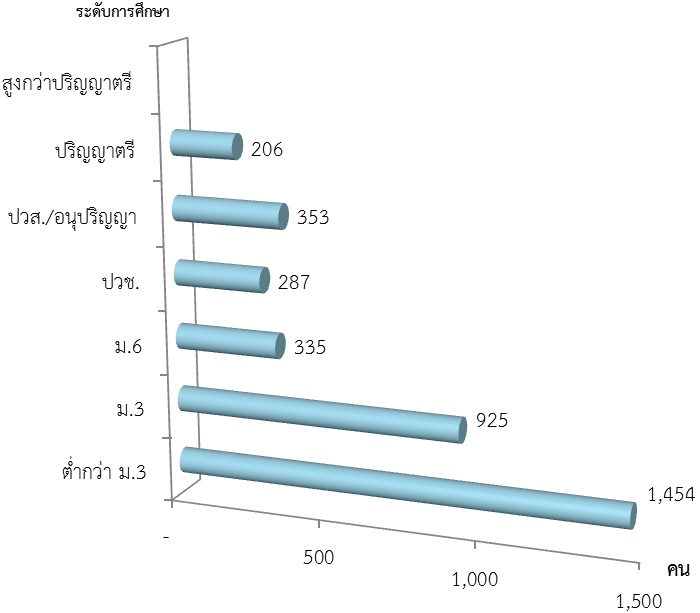 ระดับการศึกษา
สูงกว่าปริญญาตรี
ปริญญาตรี 206
ปวส./อนุปริญญา 353
ปวช. 287
ม.6 335
ม.3 925
ต่ำกว่า ม.3 1,454
-
500
1,000
1,500
คน